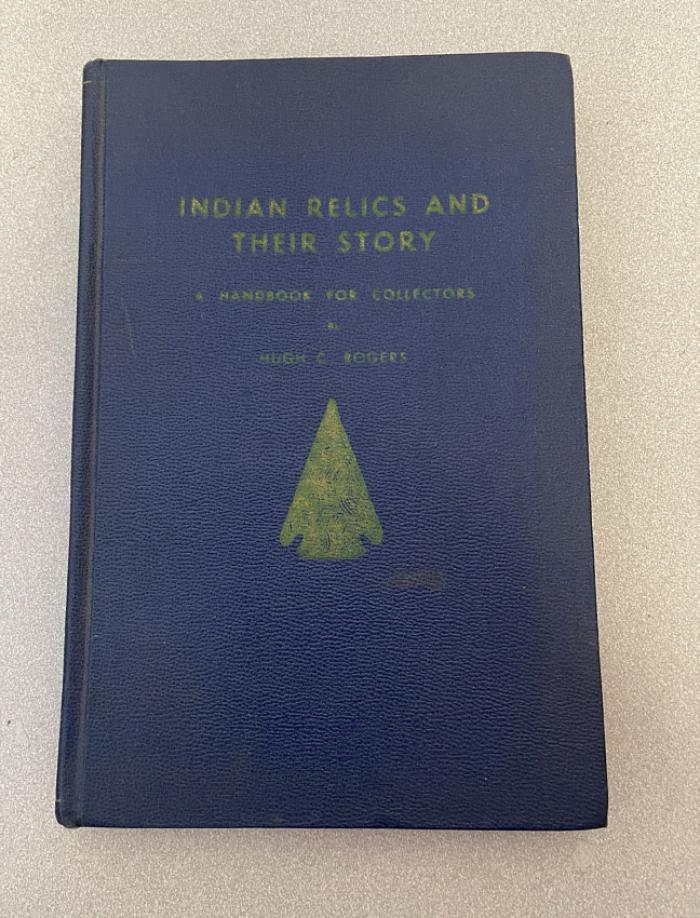 INDIAN RELICS AND
THEIR STORY
A HANDBOOK FOR COLLECTORS
By
HUGH C. ROGERS